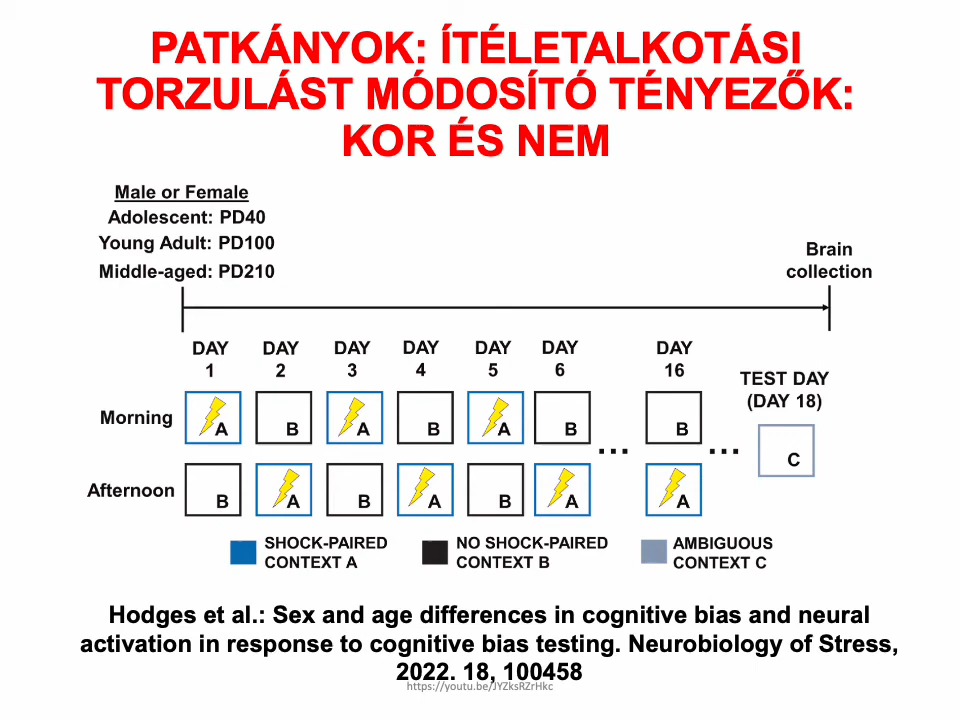 PATKÁNYOK: ÍTÉLETALKOTÁSI
TORZULÁST MÓDOSÍTÓ TÉNYEZŐK:
KOR ÉS NEM
Male or Female
Adolescent: PD40
Young Adult: PD100
Middle-aged: PD210
Brain
collection
DAY 1
DAY 2
DAY 3
DAY 4
DAY 5
DAY 6
DAY 16
TEST DAY
(DAY 18)
Morning
A B A B A B ... B ... C
Afternoon
B A B A B A A
SHOCK-PAIRED
CONTEXT A
NO SHOCK-PAIRED
CONTEXT B
AMBIGUOUS
CONTEXT C
Hodges et al.: Sex and age differences in cognitive bias and neural
activation in response to cognitive bias testing. Neurobiology of Stress,
2022. 18, 100458
https://youtu.be/JYZksRZrHkc